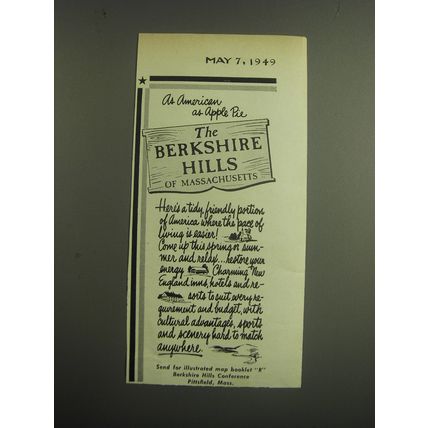 MAY 7, 1949
As American
as Apple Pie
The
BERKSHIRE
HILLS
OF MASSACHUSETTS
Here's a tidy, friendly portion
of America where the pace of
living is easier!
Come up this spring or sum-
mer and relax... restore your
energy Charming New
England inns, hotels and re-
sorts to suit every re-
quirement and budget, with
cultural advantages, sports
and scenery hard to match
anywhere.
Send for illustrated map booklet "R"
Berkshire Hills Conference
Pittsfield, Mass.